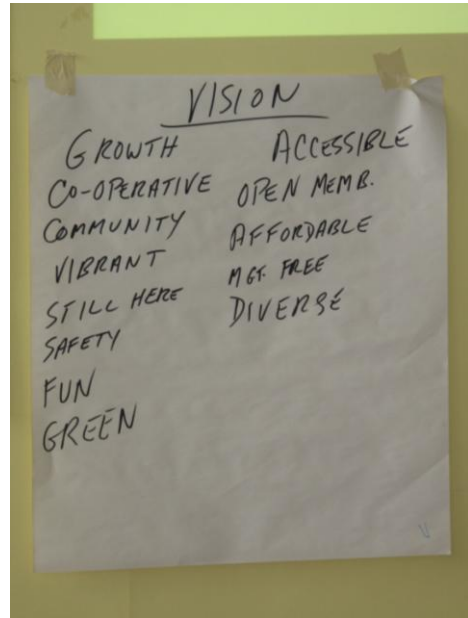 VISION
GROWTH
CO-OPERATIVE
COMMUNITY
VIBRANT
STILL HERE
SAFETY
FUN
GREEN
ACCESSIBLE
OPEN MEMB.
AFFORDABLE
MGT. FREE
DIVERSE